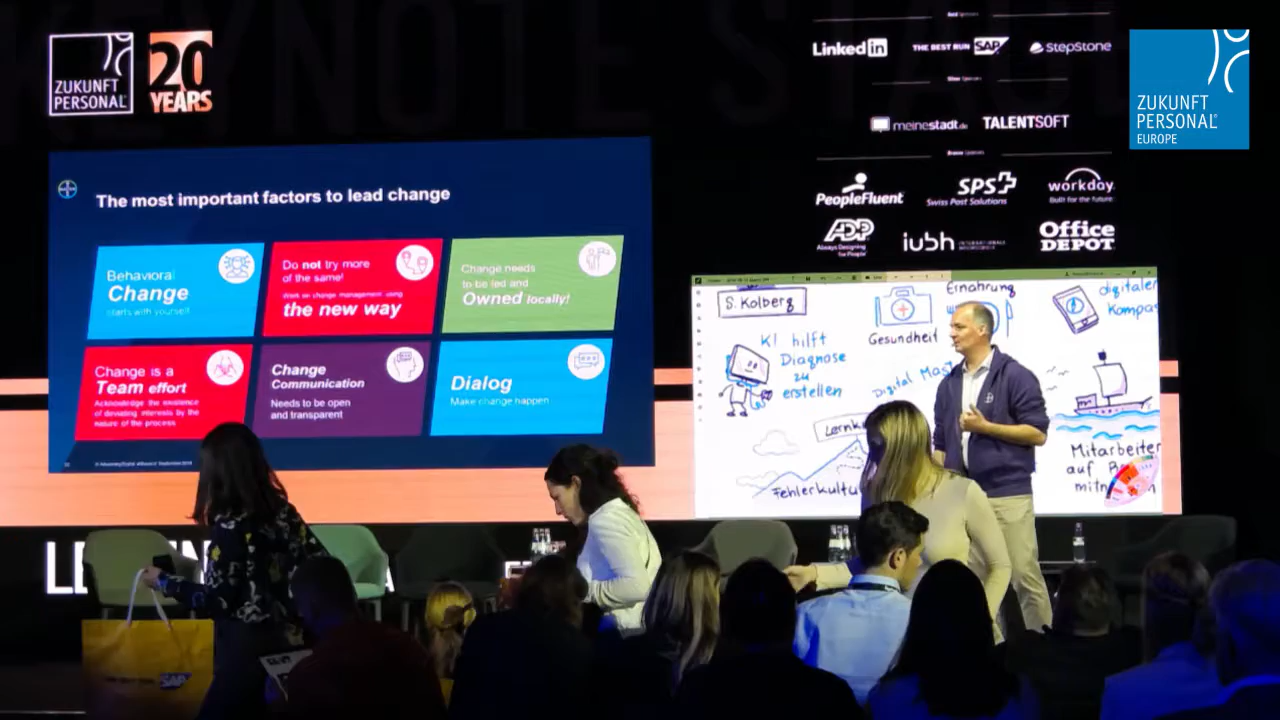 ZUKUNFT
PERSONAL
20
YEARS
LinkedIn
THE BEST RUN SAP
stepstone
meinestadt.de
TALENTSOFT
PeopleFluent
SPS
Swiss Post Solutions
workday.
Built for the future.
ADP
Always Designing
for People
iubh
Office
DEPOT
ZUKUNFT
PERSONAL
EUROPE
The most important factors to lead change
Behavioral
Change
starts with yourself
Do not try more
of the same!
Work on change management using
the new way
Change needs
to be led and
Owned locally!
Change is a
Team effort
Acknowledge the existence
of deviating interests by the
nature of the process
Change
Communication
Needs to be open
and transparent
Dialog
Make change happen
S. Kolberg
KI hilft
Diagnose
zu
erstellen
Gesundheit
Ernährung
digitaler
Kompas
Digital Mas
Lernk
Fehlerkultu
Mitarbeiter
auf
mitn
LE
SAP